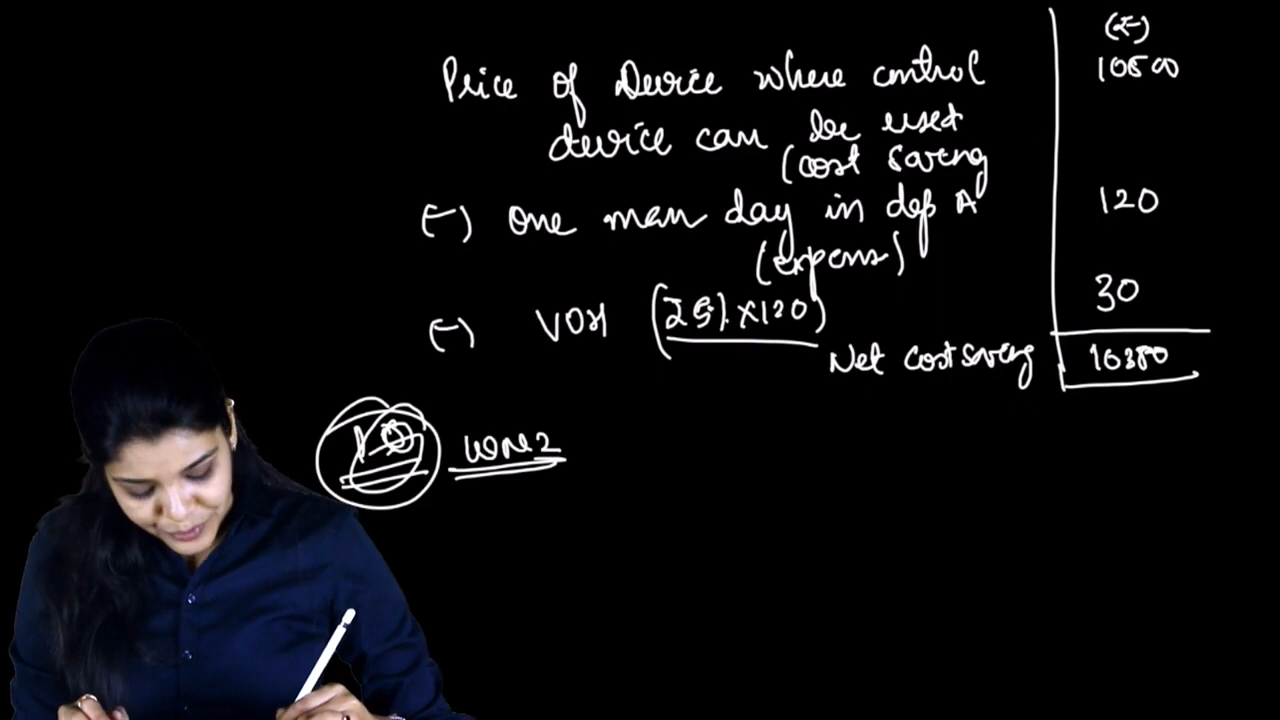 (₹)
Price of Device where control 10500
device can be used
(cost saving
(-) one man day in dep A 120
(expense)
(-) VOH (25% × 120) 30
Net cost saving 10380
WN 2